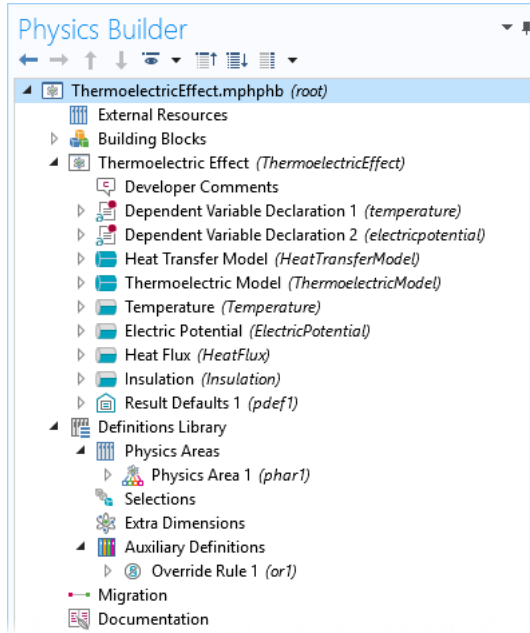 Physics Builder
ThermoelectricEffect.mphphb (root)
External Resources
Building Blocks
Thermoelectric Effect (ThermoelectricEffect)
Developer Comments
Dependent Variable Declaration 1 (temperature)
Dependent Variable Declaration 2 (electricpotential)
Heat Transfer Model (HeatTransferModel)
Thermoelectric Model (ThermoelectricModel)
Temperature (Temperature)
Electric Potential (ElectricPotential)
Heat Flux (HeatFlux)
Insulation (Insulation)
Result Defaults 1 (pdef1)
Definitions Library
Physics Areas
Physics Area 1 (phar1)
Selections
Extra Dimensions
Auxiliary Definitions
Override Rule 1 (or1)
Migration
Documentation